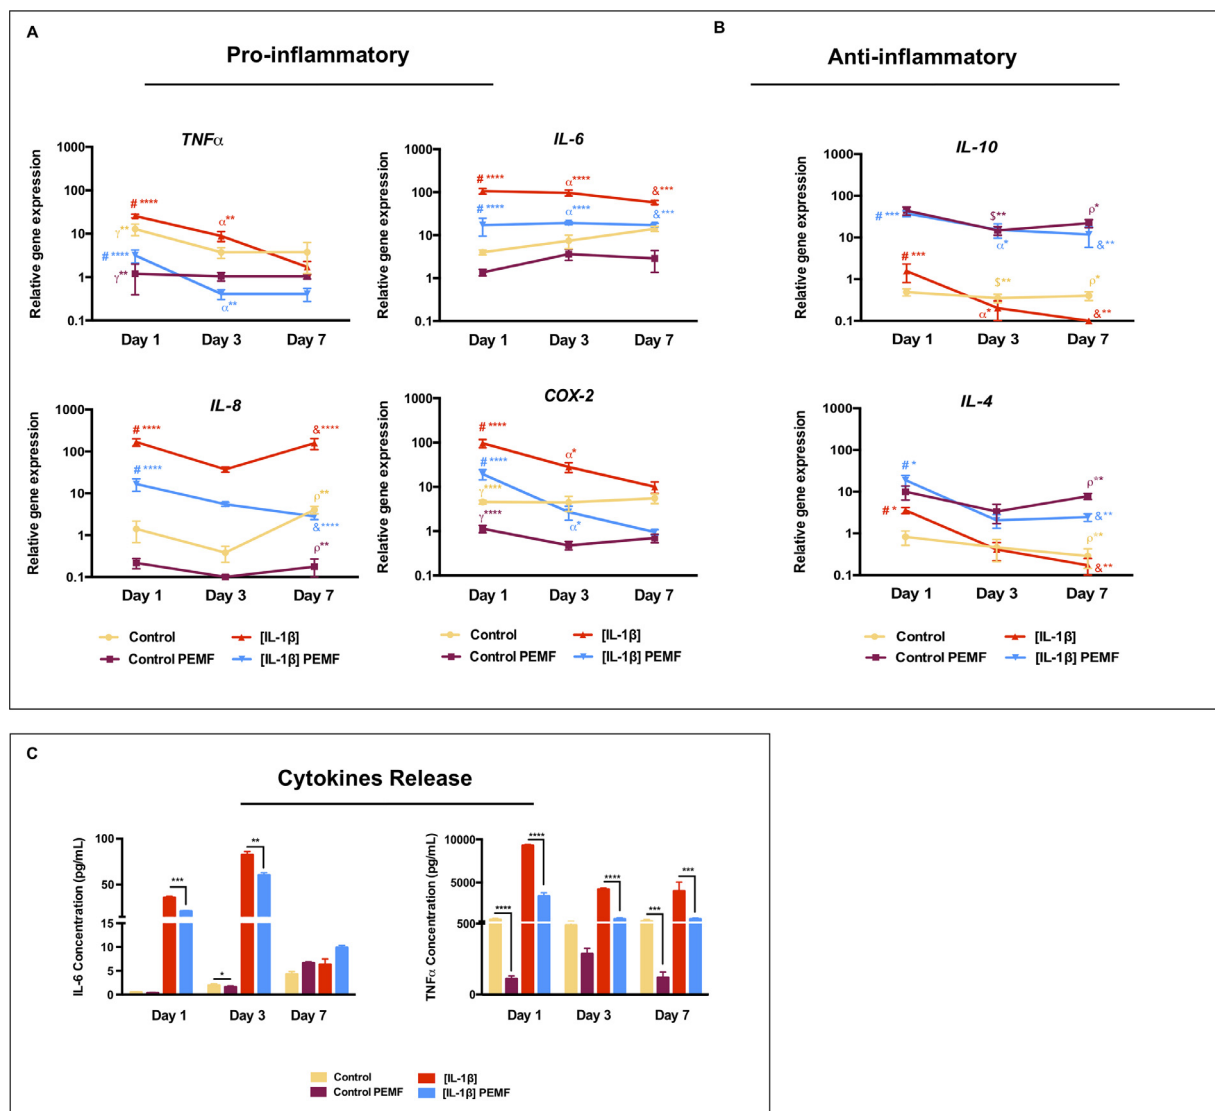 A
Pro-inflammatory
B
Anti-inflammatory
TNFα
Relative gene expression
1000
100
10
1
0.1
# ****
γ**
# ****
γ**
α**
α**
Day 1 Day 3 Day 7
IL-6
Relative gene expression
1000
100
10
1
0.1
# ****
# ****
α****
α****
&***
&***
Day 1 Day 3 Day 7
IL-10
Relative gene expression
1000
100
10
1
0.1
# ***
# ***
$**
α*
$**
α*
ρ*
&**
ρ*
&**
Day 1 Day 3 Day 7
IL-8
Relative gene expression
1000
100
10
1
0.1
# ****
# ****
&****
ρ**
&****
ρ**
Day 1 Day 3 Day 7
COX-2
Relative gene expression
1000
100
10
1
0.1
# ****
# ****
γ****
γ****
α*
α*
Day 1 Day 3 Day 7
IL-4
Relative gene expression
1000
100
10
1
0.1
# *
# *
ρ**
&**
ρ**
&**
Day 1 Day 3 Day 7
Control [IL-1β]
Control PEMF [IL-1β] PEMF
Control [IL-1β]
Control PEMF [IL-1β] PEMF
Control [IL-1β]
Control PEMF [IL-1β] PEMF
C
Cytokines Release
IL-6 Concentration (pg/mL)
100
50
15
10
5
0
***
*
**
Day 1 Day 3 Day 7
TNFα Concentration (pg/mL)
10000
5000
500
0
****
****
****
***
***
Day 1 Day 3 Day 7
Control [IL-1β]
Control PEMF [IL-1β] PEMF